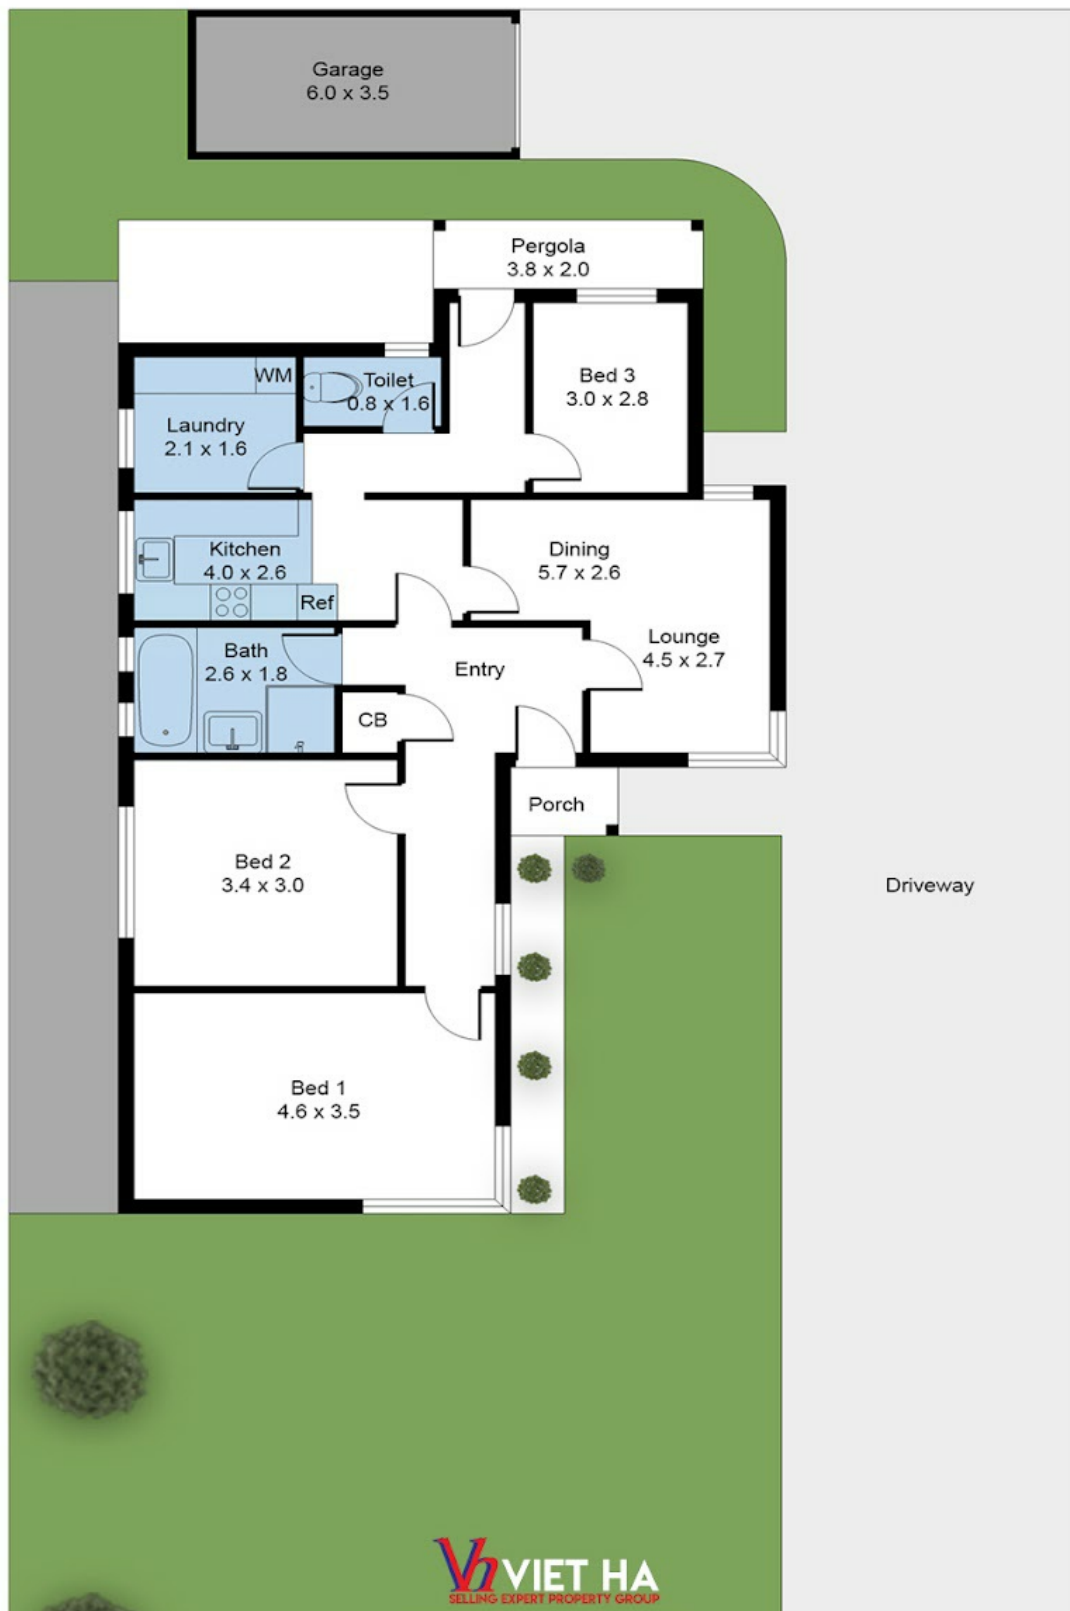 Garage
6.0 x 3.5
Pergola
3.8 x 2.0
WM
Toilet
0.8 x 1.6
Bed 3
3.0 x 2.8
Laundry
2.1 x 1.6
Kitchen
4.0 x 2.6
Ref
Dining
5.7 x 2.6
Lounge
4.5 x 2.7
Bath
2.6 x 1.8
Entry
CB
Porch
Bed 2
3.4 x 3.0
Driveway
Bed 1
4.6 x 3.5
Vh VIET HA
SELLING EXPERT PROPERTY GROUP